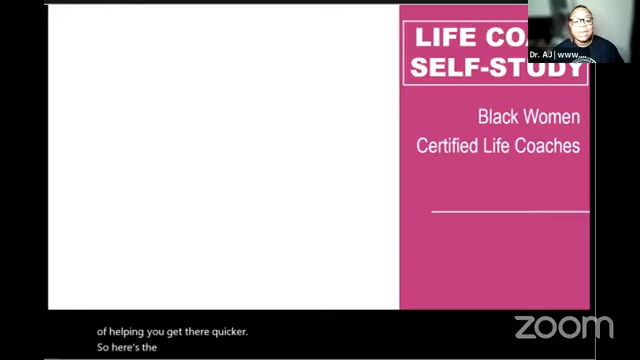 LIFE
SELF-STUDY
Dr. AJ | www....
Black Women
Certified Life Coaches
of helping you get there quicker.
So here's the
zoom